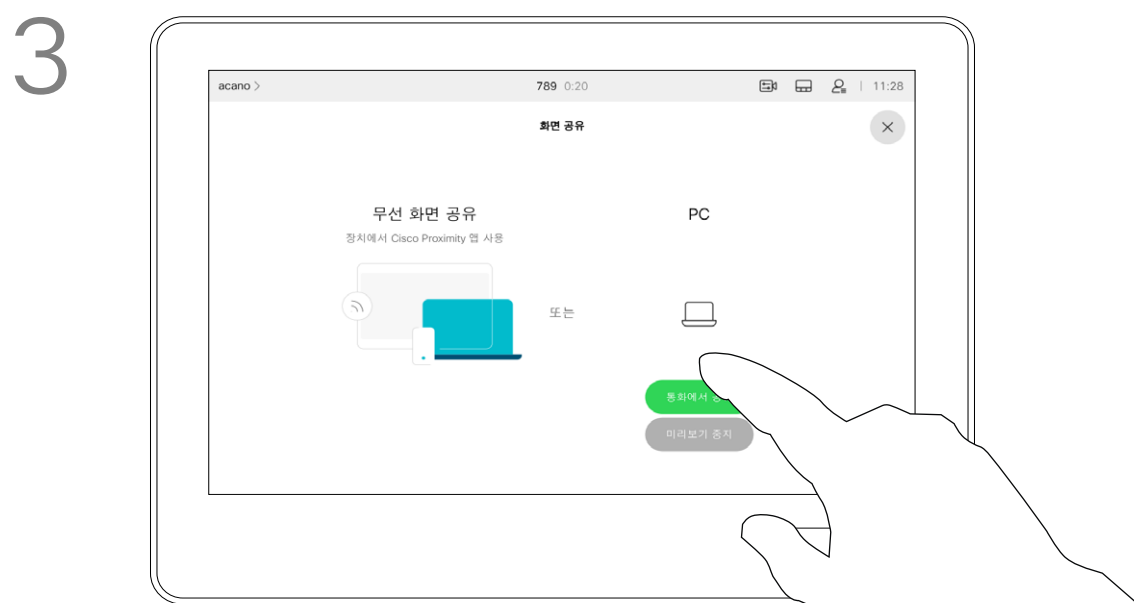 3
acano >
789 0:20
11:28
화면 공유
무선 화면 공유
PC
장치에서 Cisco Proximity 앱 사용
또는
통화에서
미리보기 중지